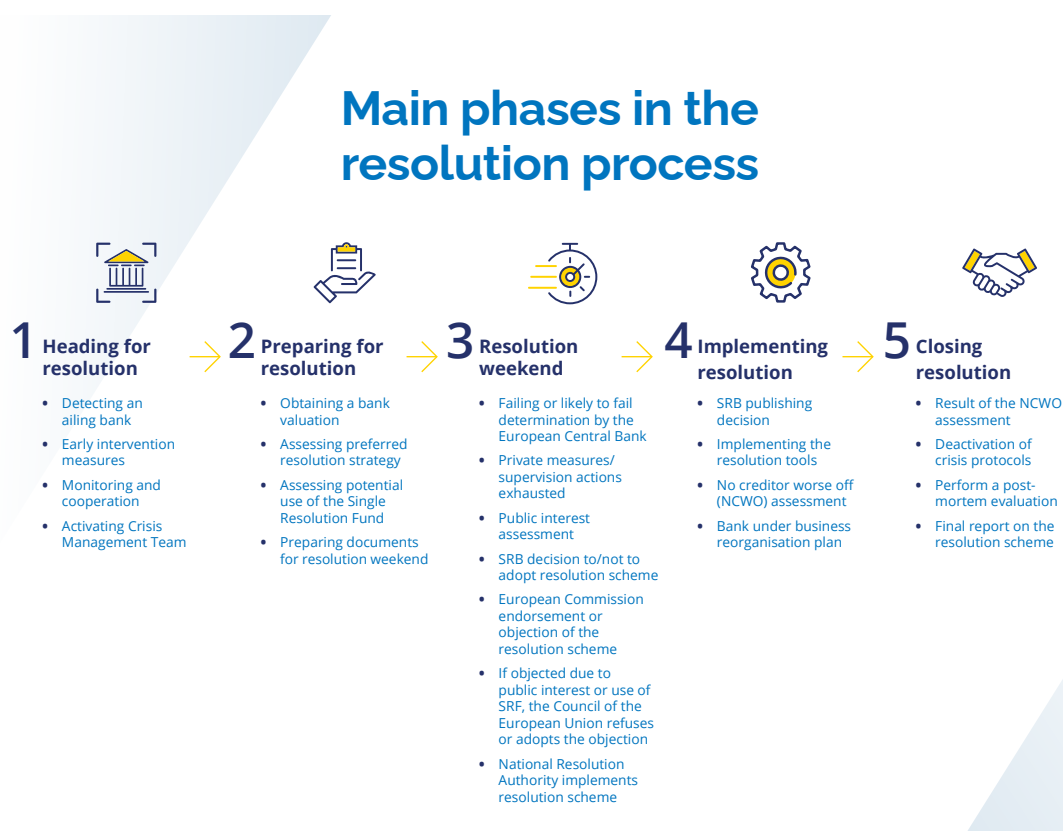 Main phases in the
resolution process
1 Heading for
resolution
• Detecting an
ailing bank
• Early intervention
measures
• Monitoring and
cooperation
• Activating Crisis
Management Team
2 Preparing for
resolution
• Obtaining a bank
valuation
• Assessing preferred
resolution strategy
• Assessing potential
use of the Single
Resolution Fund
• Preparing documents
for resolution weekend
3 Resolution
weekend
• Failing or likely to fail
determination by the
European Central Bank
• Private measures/
supervision actions
exhausted
• Public interest
assessment
• SRB decision to/not to
adopt resolution scheme
• European Commission
endorsement or
objection of the
resolution scheme
• If objected due to
public interest or use of
SRF, the Council of the
European Union refuses
or adopts the objection
• National Resolution
Authority implements
resolution scheme
4 Implementing
resolution
• SRB publishing
decision
• Implementing the
resolution tools
• No creditor worse off
(NCWO) assessment
• Bank under business
reorganisation plan
5 Closing
resolution
• Result of the NCWO
assessment
• Deactivation of
crisis protocols
• Perform a post-
mortem evaluation
• Final report on the
resolution scheme